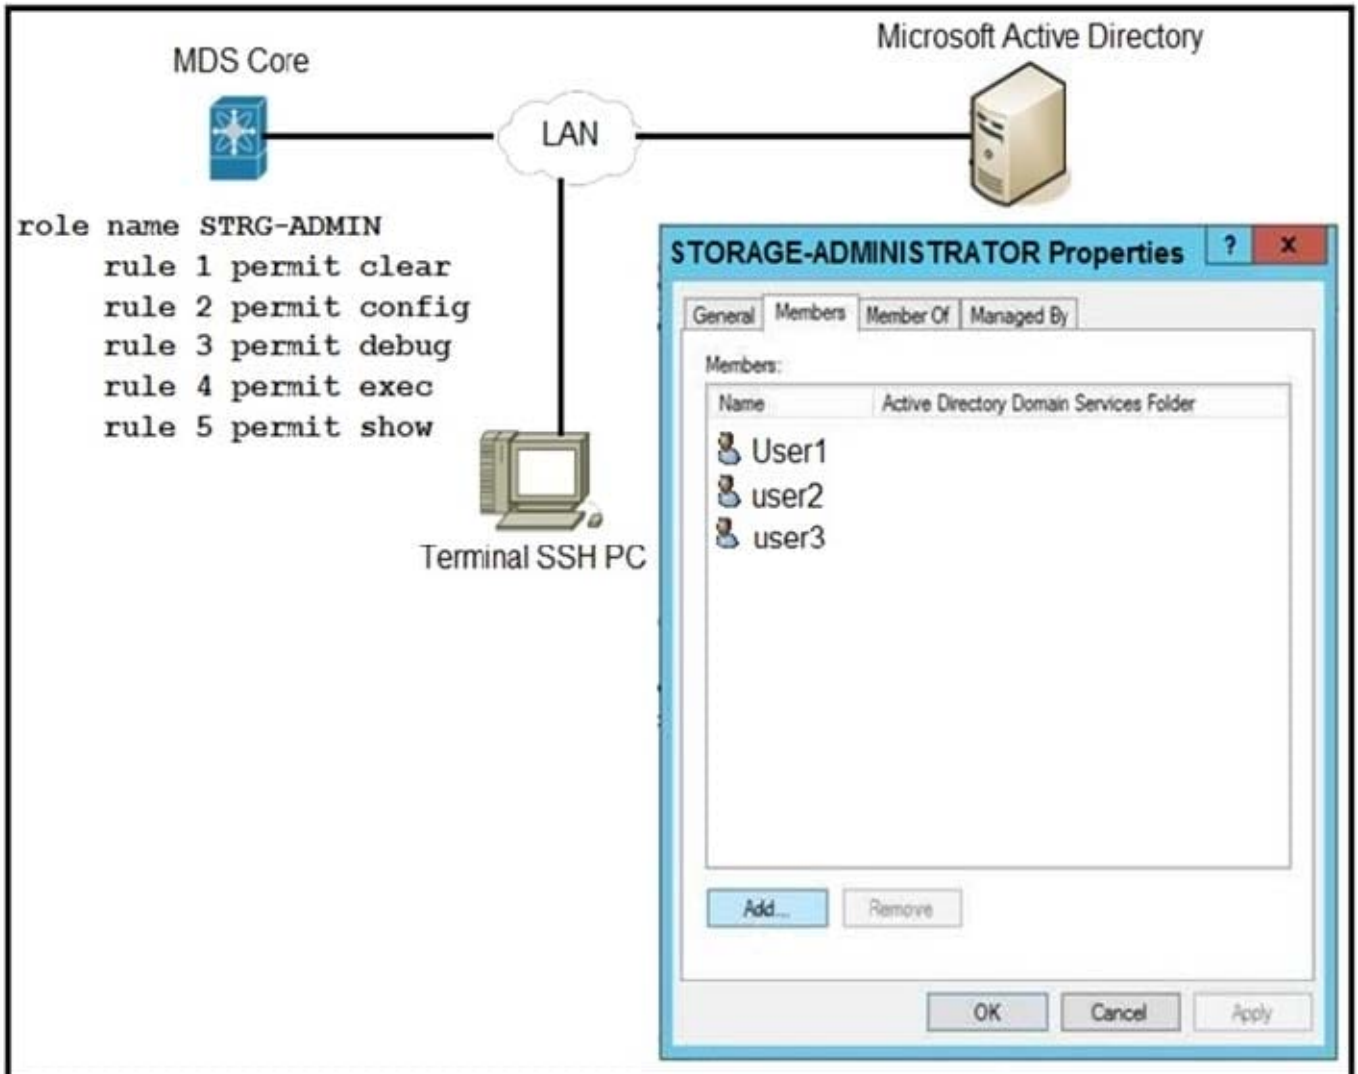 Microsoft Active Directory
MDS Core
LAN
role name STRG-ADMIN
rule 1 permit clear
rule 2 permit config
rule 3 permit debug
rule 4 permit exec
rule 5 permit show
Terminal SSH PC
STORAGE-ADMINISTRATOR Properties ? x
General Members Member Of Managed By
Members:
Name Active Directory Domain Services Folder
User1
user2
user3
Add... Remove
OK Cancel Apply